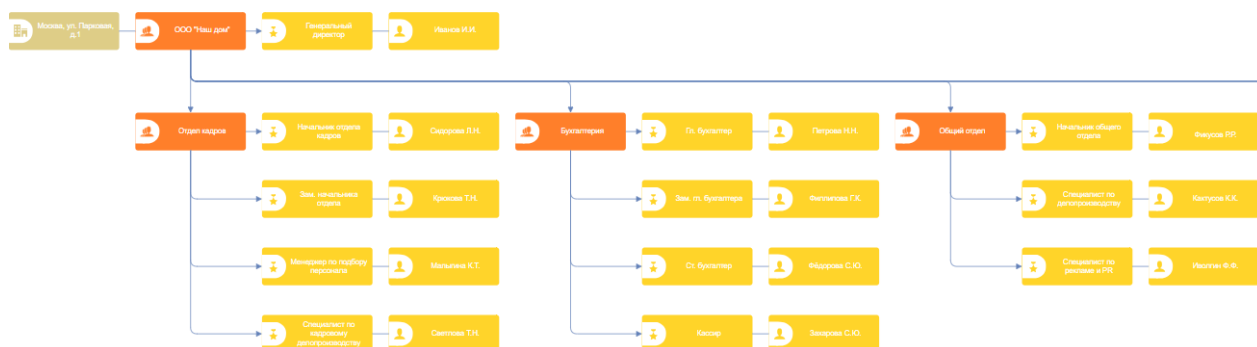 Москва, ул. Парковая,
д.1
ООО "Наш дом"
Генеральный
директор
Иванов И.И.
Отдел кадров
Начальник отдела
кадров
Сидорова Л.Н.
Бухгалтерия
Гл. бухгалтер
Петрова Н.Н.
Общий отдел
Начальник общего
отдела
Фикусов Р.Р.
Зам. начальника
отдела
Крюкова Т.Н.
Зам. гл. бухгалтера
Филлипова Г.К.
Специалист по
делопроизводству
Кактусов К.К.
Менеджер по подбору
персонала
Малыгина К.Т.
Ст. бухгалтер
Фёдорова С.Ю.
Специалист по
рекламе и PR
Иволгин Ф.Ф.
Специалист по
кадровому
делопроизводству
Светлова Т.Н.
Кассир
Захарова С.Ю.